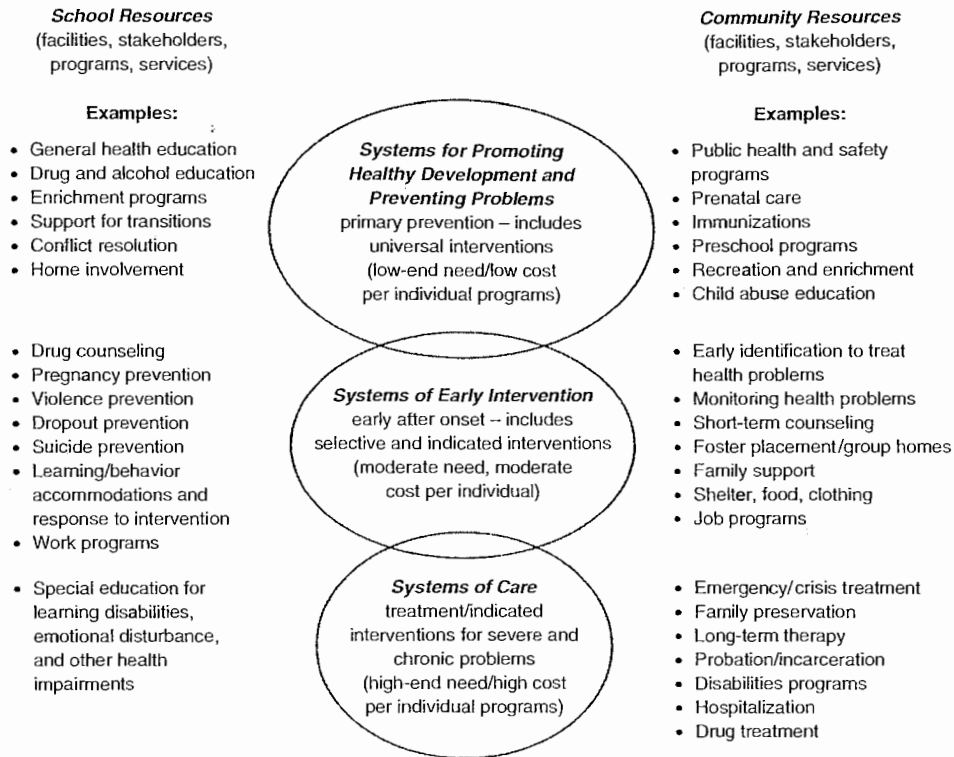 School Resources
(facilities, stakeholders,
programs, services)
Examples:
• General health education
• Drug and alcohol education
• Enrichment programs
• Support for transitions
• Conflict resolution
• Home involvement
• Drug counseling
• Pregnancy prevention
• Violence prevention
• Dropout prevention
• Suicide prevention
• Learning/behavior
accommodations and
response to intervention
• Work programs
• Special education for
learning disabilities,
emotional disturbance,
and other health
impairments
Systems for Promoting
Healthy Development and
Preventing Problems
primary prevention – includes
universal interventions
(low-end need/low cost
per individual programs)
Systems of Early Intervention
early after onset – includes
selective and indicated interventions
(moderate need, moderate
cost per individual)
Systems of Care
treatment/indicated
interventions for severe and
chronic problems
(high-end need/high cost
per individual programs)
Community Resources
(facilities, stakeholders,
programs, services)
Examples:
• Public health and safety
programs
• Prenatal care
• Immunizations
• Preschool programs
• Recreation and enrichment
• Child abuse education
• Early identification to treat
health problems
• Monitoring health problems
• Short-term counseling
• Foster placement/group homes
• Family support
• Shelter, food, clothing
• Job programs
• Emergency/crisis treatment
• Family preservation
• Long-term therapy
• Probation/incarceration
• Disabilities programs
• Hospitalization
• Drug treatment